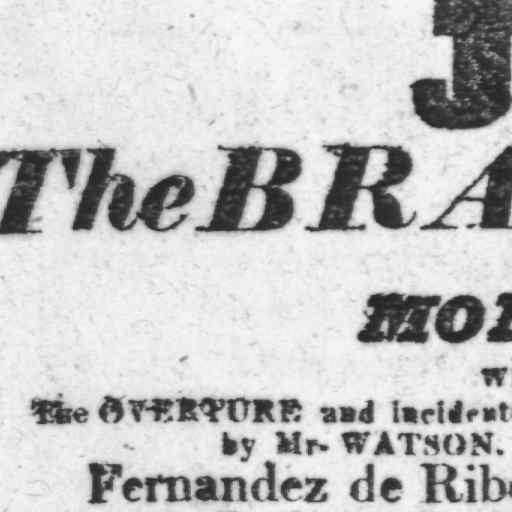 J
The BRA
MO
W
The OVERTURE and incident
by Mr. WATSON.
Fernandez de Rib